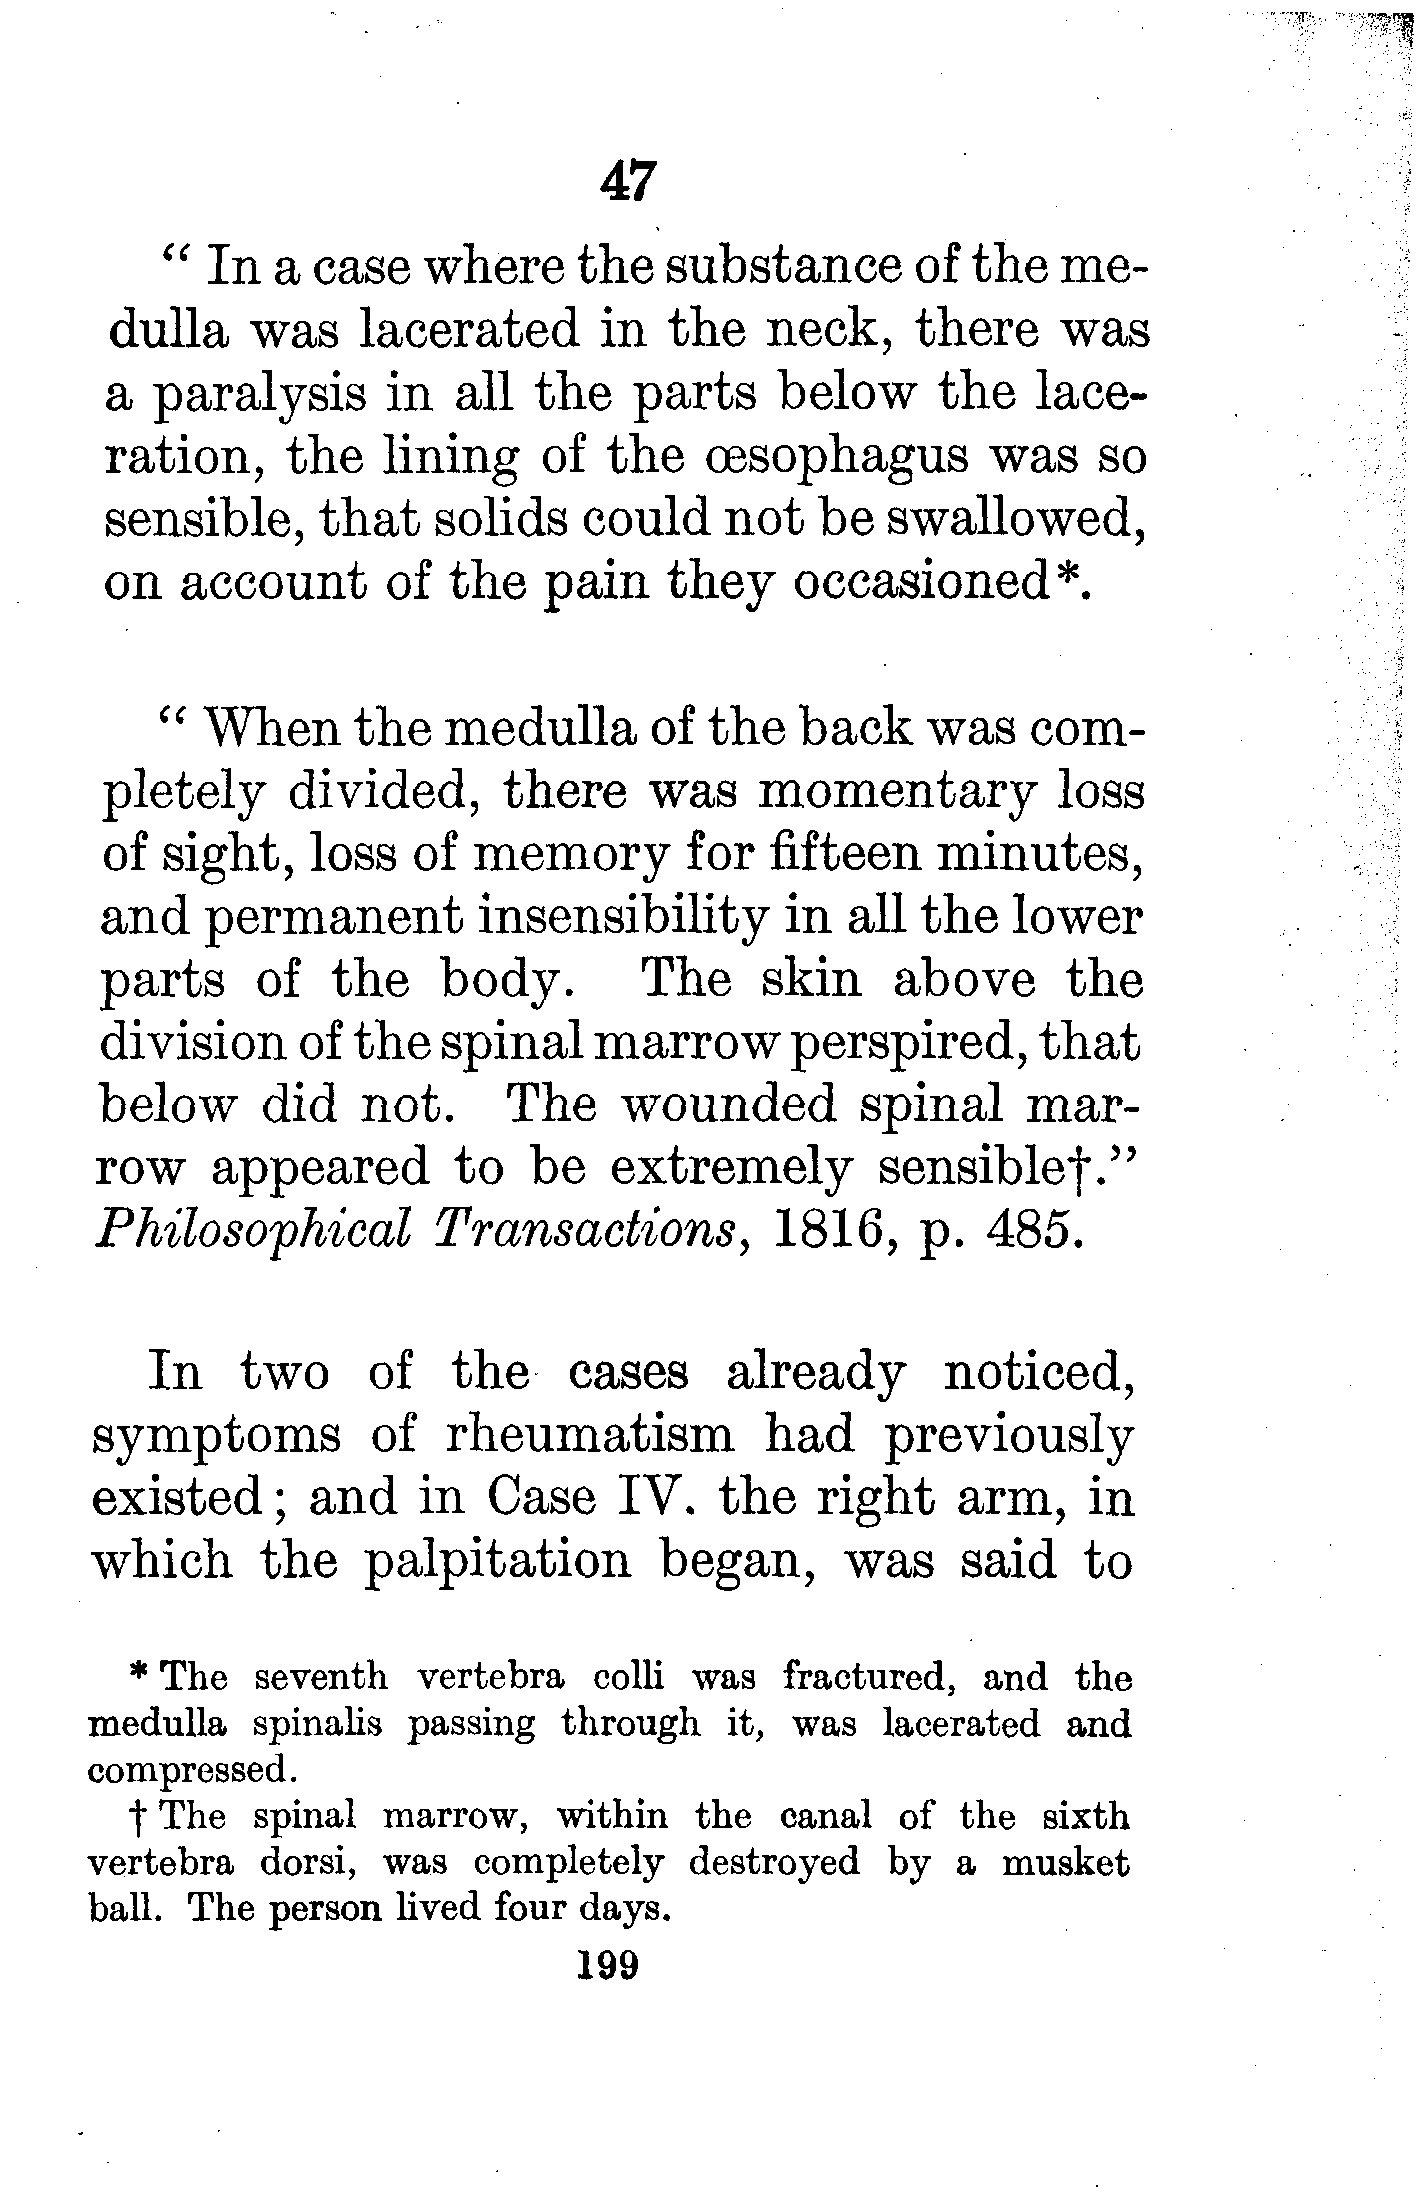 47
“ In a case where the substance of the me-
dulla was lacerated in the neck, there was
a paralysis in all the parts below the lace-
ration, the lining of the œsophagus was so
sensible, that solids could not be swallowed,
on account of the pain they occasioned*.
“ When the medulla of the back was com-
pletely divided, there was momentary loss
of sight, loss of memory for fifteen minutes,
and permanent insensibility in all the lower
parts of the body. The skin above the
division of the spinal marrow perspired, that
below did not. The wounded spinal mar-
row appeared to be extremely sensible†.”
Philosophical Transactions, 1816, p. 485.
In two of the cases already noticed,
symptoms of rheumatism had previously
existed; and in Case IV. the right arm, in
which the palpitation began, was said to
* The seventh vertebra colli was fractured, and the
medulla spinalis passing through it, was lacerated and
compressed.
† The spinal marrow, within the canal of the sixth
vertebra dorsi, was completely destroyed by a musket
ball. The person lived four days.
199